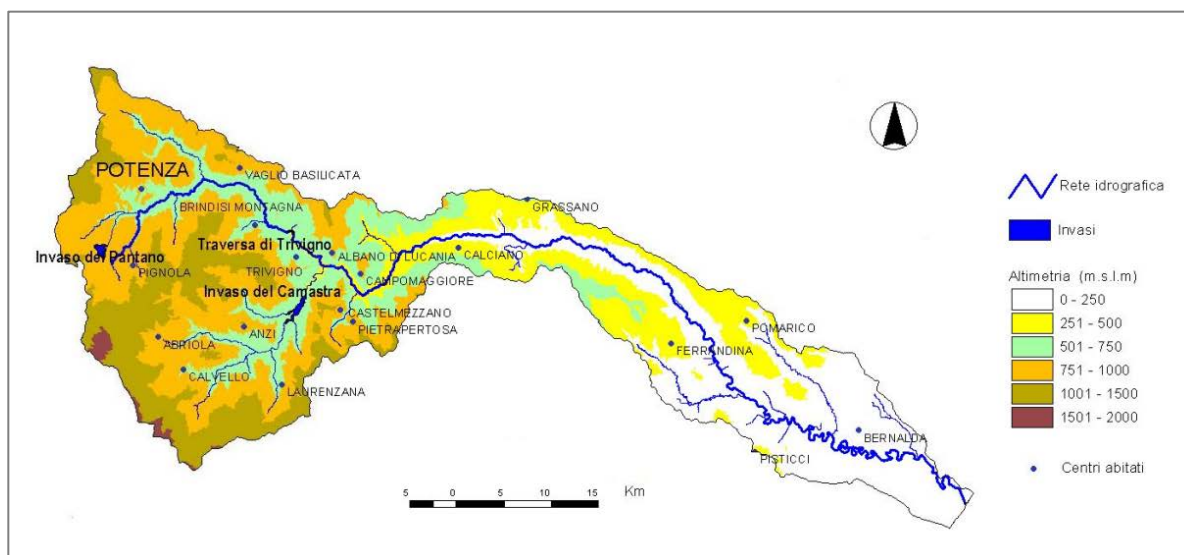 POTENZA
VAGLIO BASILICATA
BRINDISI MONTAGNA
Traversa di Trivigno
Invaso del Pantano
PIGNOLA
TRIVIGNO
ALBANO DI LUCANIA
CAMPOMAGGIORE
Invaso del Camastra
CASTELMEZZANO
PIETRAPERTOSA
ANZI
ABRIOLA
CALVELLO
LAURENZANA
GRASSANO
CALCIANO
POMARICO
FERRANDINA
BERNALDA
PISTICCI
5 0 5 10 15 Km
Rete idrografica
Invasi
Altimetria (m.s.l.m)
0 - 250
251 - 500
501 - 750
751 - 1000
1001 - 1500
1501 - 2000
Centri abitati